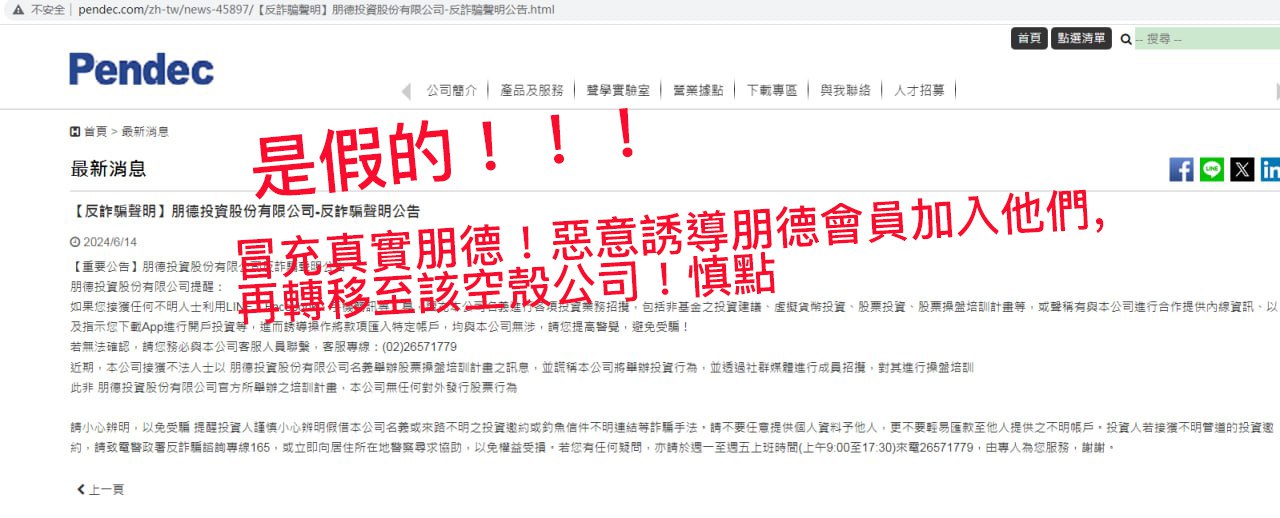 不安全 | pendec.com/zh-tw/news-45897/【反詐騙聲明】朋德投資股份有限公司-反詐騙聲明公告.html
首頁 點選清單 -- 搜尋 --
Pendec
公司簡介 產品及服務 聲學實驗室 營業據點 下載專區 與我聯絡 人才招募
首頁 > 最新消息
是假的！！！
最新消息
【反詐騙聲明】朋德投資股份有限公司-反詐騙聲明公告
冒充真實朋德！惡意誘導朋德會員加入他們,
再轉移至該空殼公司！慎點
2024/6/14
【重要公告】朋德投資股份有限公司反詐騙聲明公告
朋德投資股份有限公司提醒：
如果您接獲任何不明人士利用LINE、
名義進行各項投資業務招攬，包括非基金之投資建議、虛擬貨幣投資、股票投資、股票操盤培訓計畫等，或聲稱有與本公司進行合作提供內線資訊、以
及指示您下載App進行開戶投資等，進而誘導操作將款項匯入特定帳戶，均與本公司無涉，請您提高警覺，避免受騙！
若無法確認，請您務必與本公司客服人員聯繫，客服專線：(02)26571779
近期，本公司接獲不法人士以 朋德投資股份有限公司名義舉辦股票操盤培訓計畫之訊息，並謊稱本公司將舉辦投資行為，並透過社群媒體進行成員招攬，對其進行操盤培訓
此非 朋德投資股份有限公司官方所舉辦之培訓計畫，本公司無任何對外發行股票行為
請小心辨明，以免受騙 提醒投資人謹慎小心辨明假借本公司名義或來路不明之投資邀約或釣魚信件不明連結等詐騙手法。請不要任意提供個人資料予他人，更不要輕易匯款至他人提供之不明帳戶。投資人若接獲不明管道的投資邀
約，請致電警政署反詐騙諮詢專線165，或立即向居住所在地警察尋求協助，以免權益受損。若您有任何疑問，亦請於週一至週五上班時間(上午9:00至17:30)來電26571779，由專人為您服務，謝謝。
上一頁